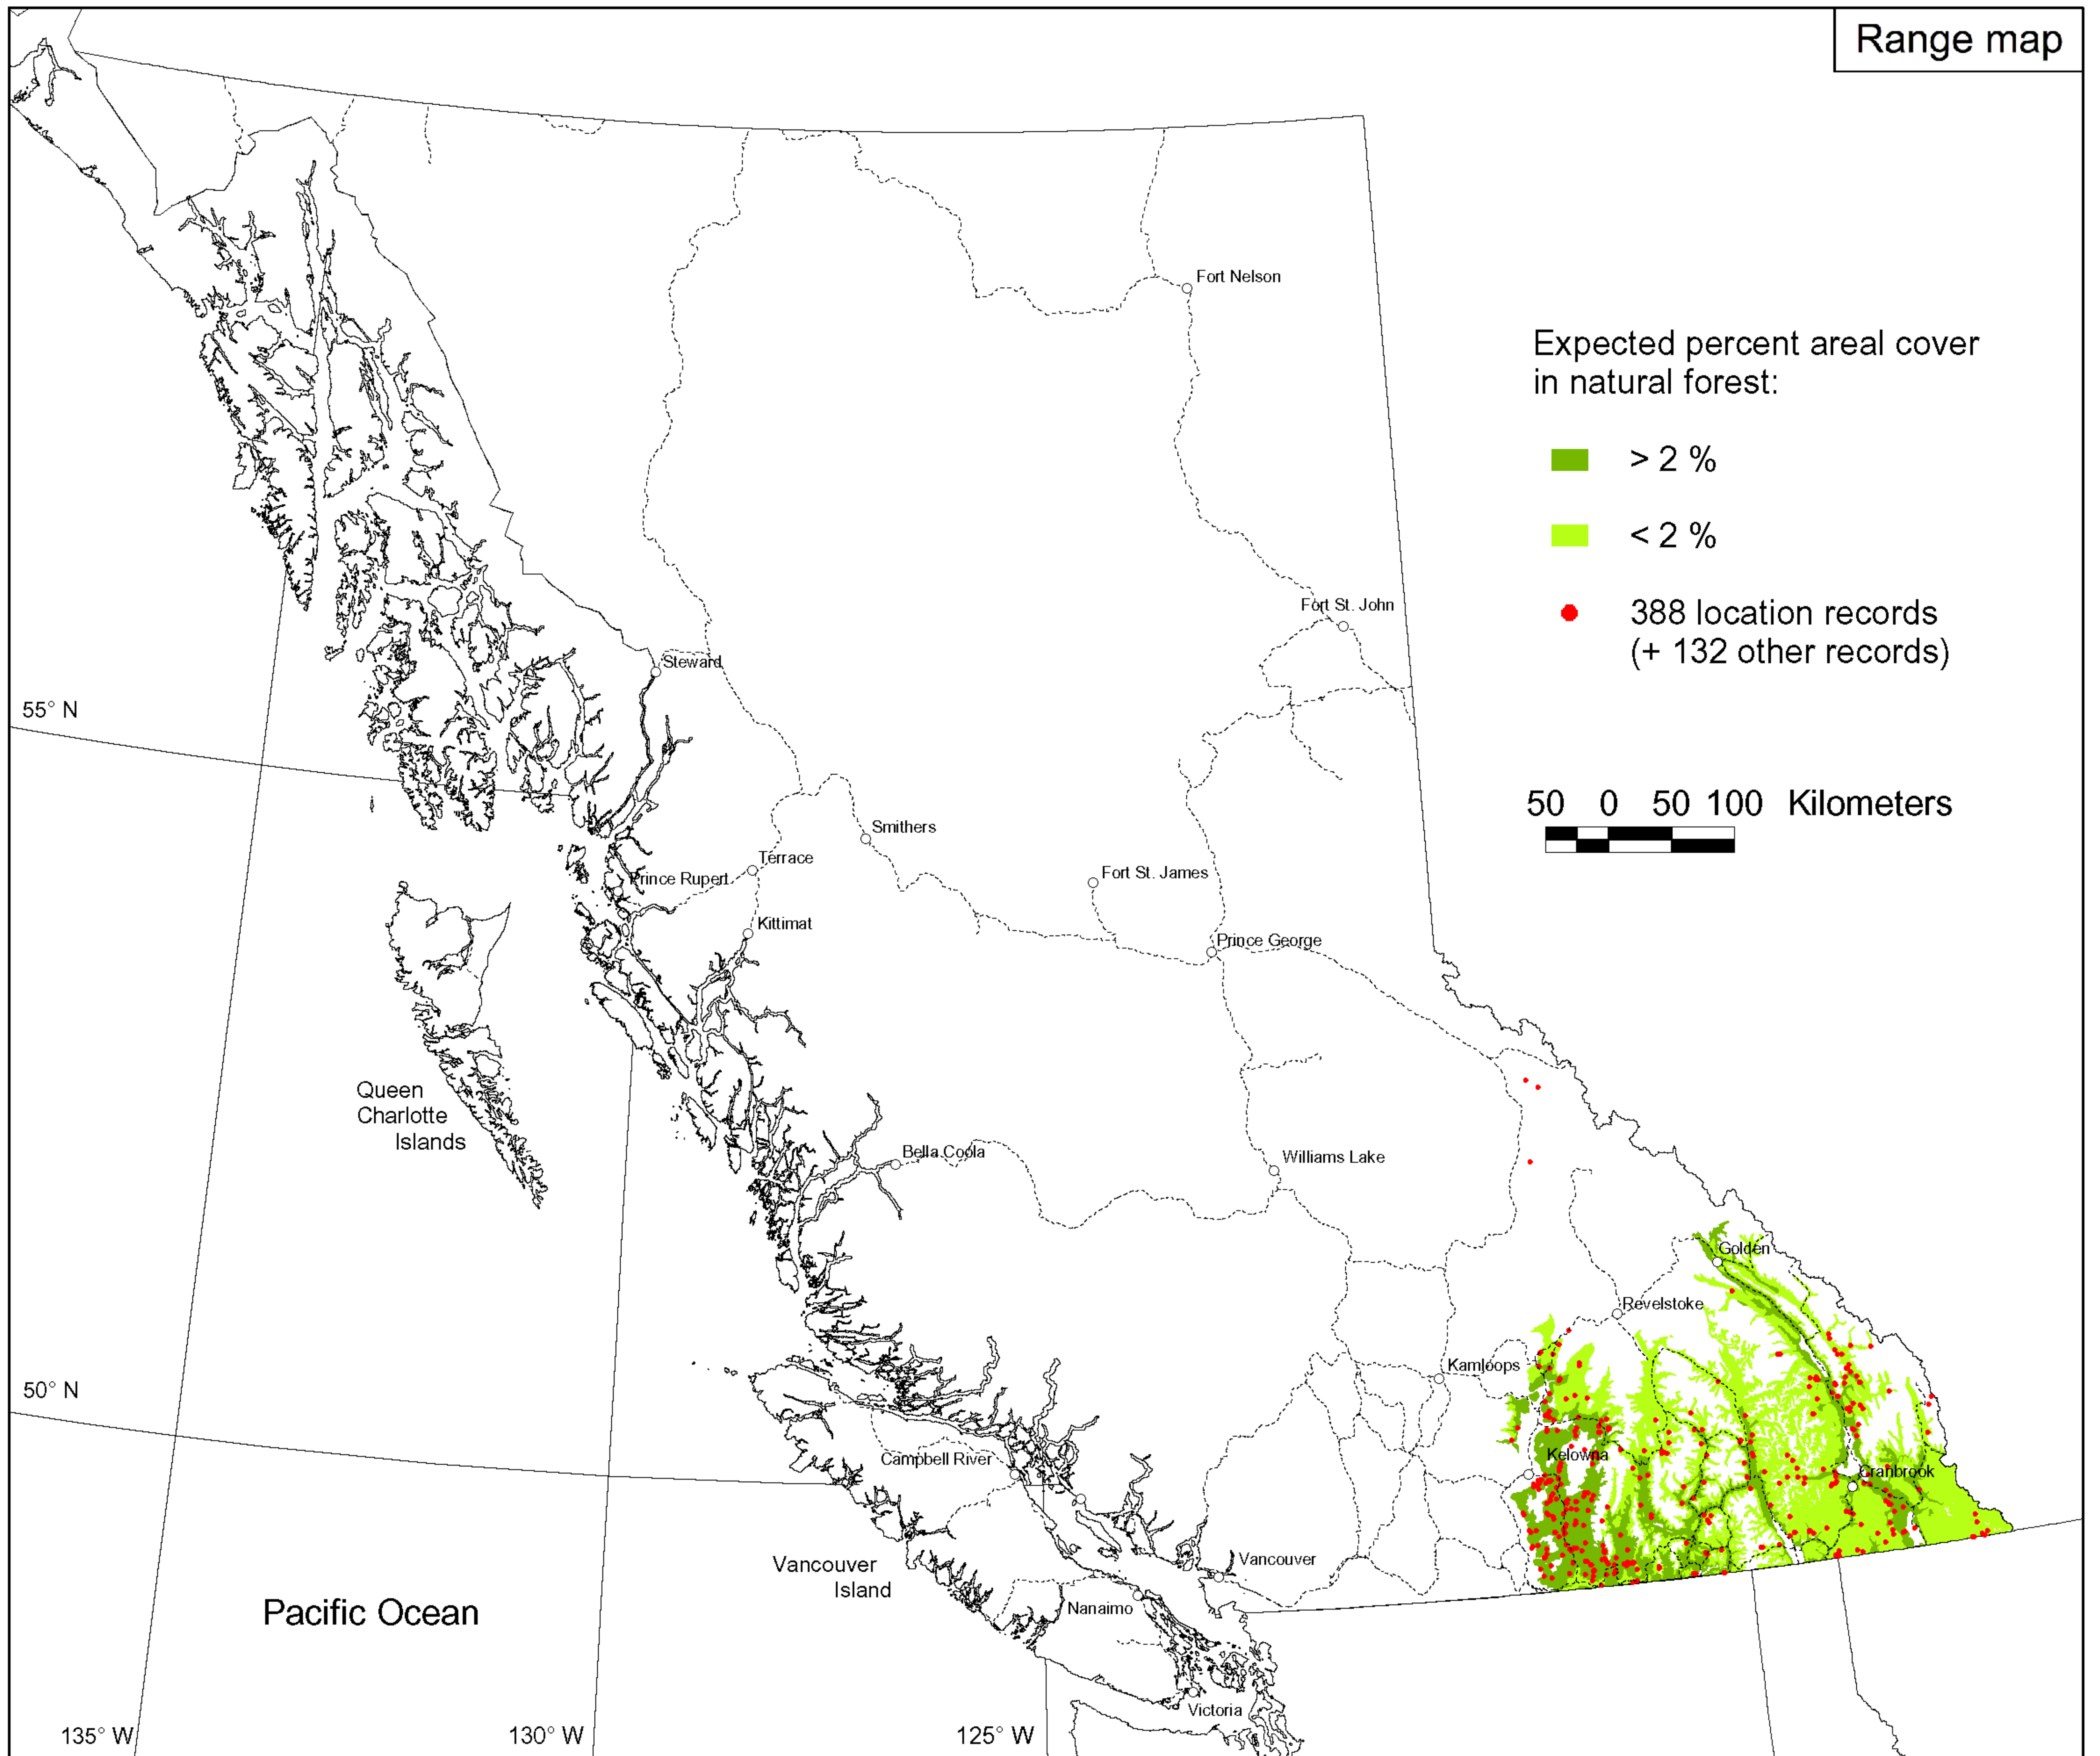 Range map
Fort Nelson
Expected percent areal cover
in natural forest:
> 2 %
< 2 %
Fort St. John
388 location records
(+ 132 other records)
Steward
55° N
50 0 50 100 Kilometers
Smithers
Terrace
Prince Rupert
Fort St. James
Kittimat
Prince George
Queen
Charlotte
Islands
Bella Coola
Williams Lake
Golden
Revelstoke
Kamloops
50° N
Campbell River
Kelowna
Cranbrook
Vancouver
Island
Vancouver
Pacific Ocean
Nanaimo
Victoria
135° W
130° W
125° W